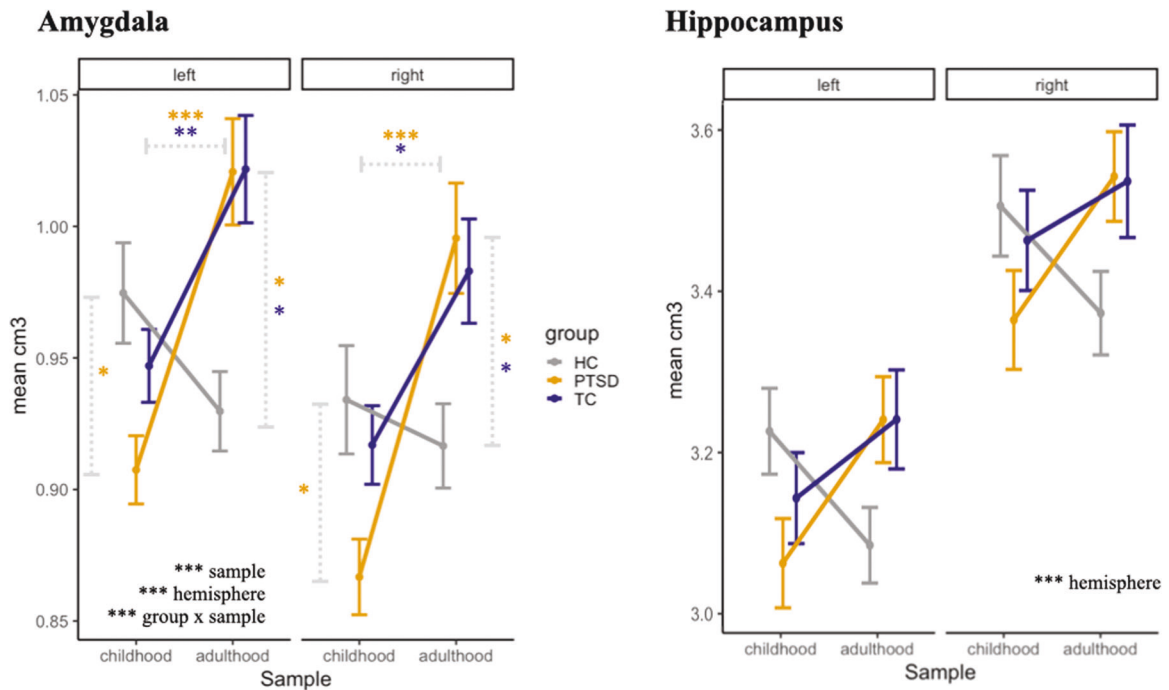 Amygdala
left
right
1.05
1.00
0.95
0.90
0.85
mean cm3
***
**
***
*
*
*
*
*
*
*
*** sample
*** hemisphere
*** group x sample
childhood
adulthood
childhood
adulthood
Sample
group
HC
PTSD
TC
Hippocampus
left
right
3.6
3.4
3.2
3.0
mean cm3
*** hemisphere
childhood
adulthood
childhood
adulthood
Sample